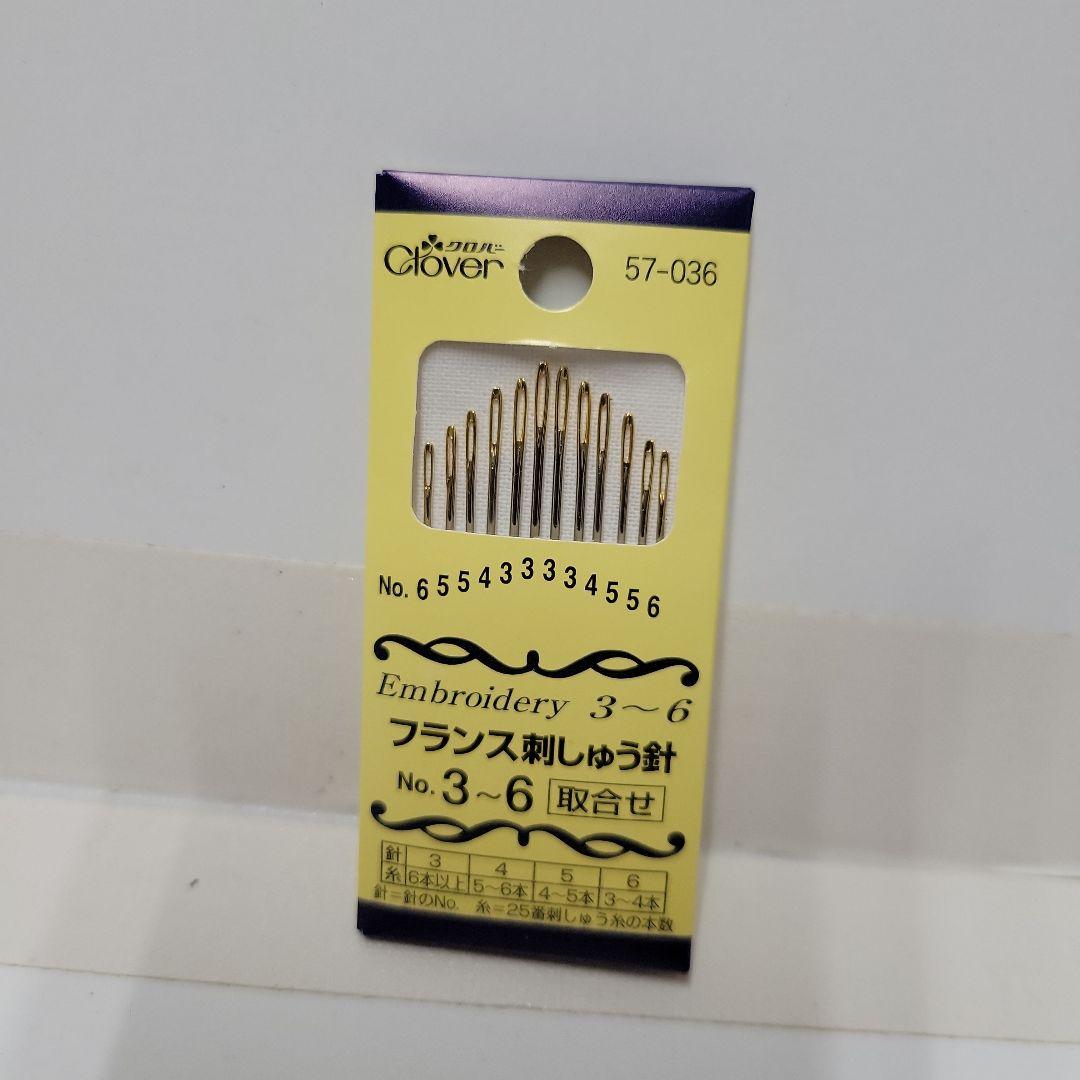 クロバー
Clover
57-036
No. 6 5 5 4 3 3 3 3 4 5 5 6
Embroidery 3～6
フランス刺しゅう針
No. 3～6 取合せ
針 3 4 5 6
糸 6本以上 5～6本 4～5本 3～4本
針=針のNo. 糸=25番刺しゅう糸の本数